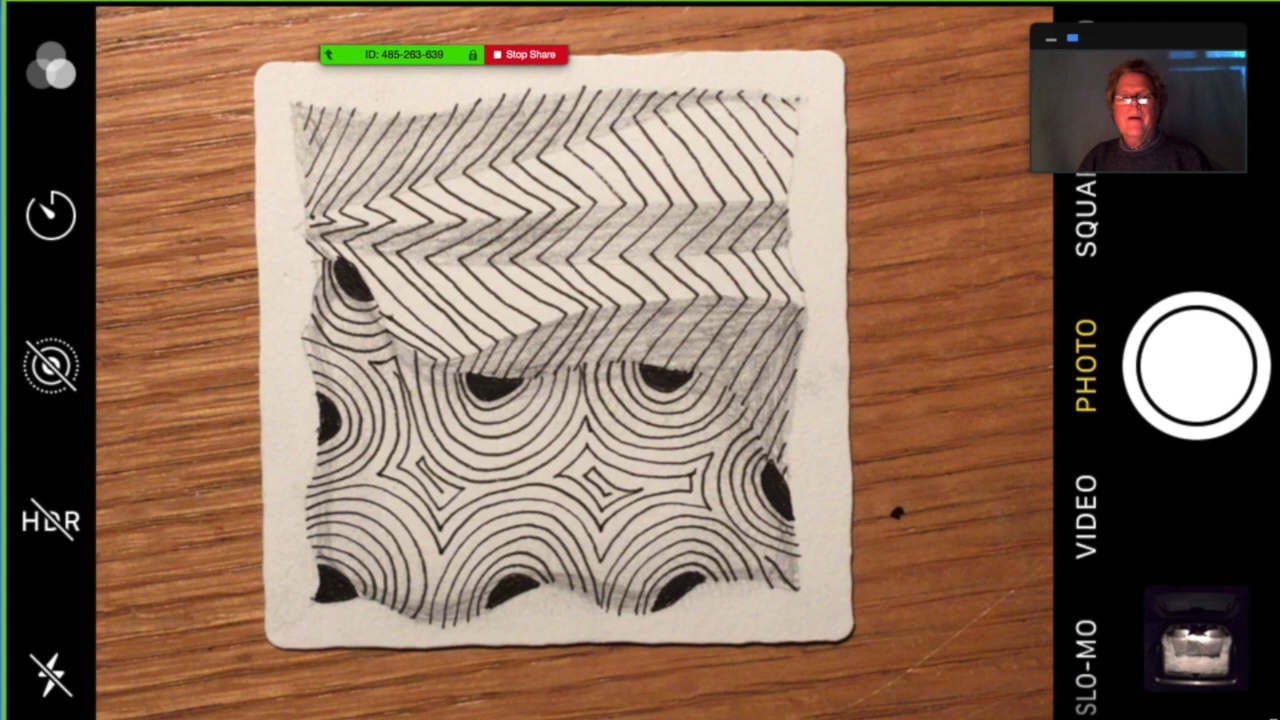 ID: 485-263-639
Stop Share
HDR
SQUA
PHOTO
VIDEO
SLO-MO